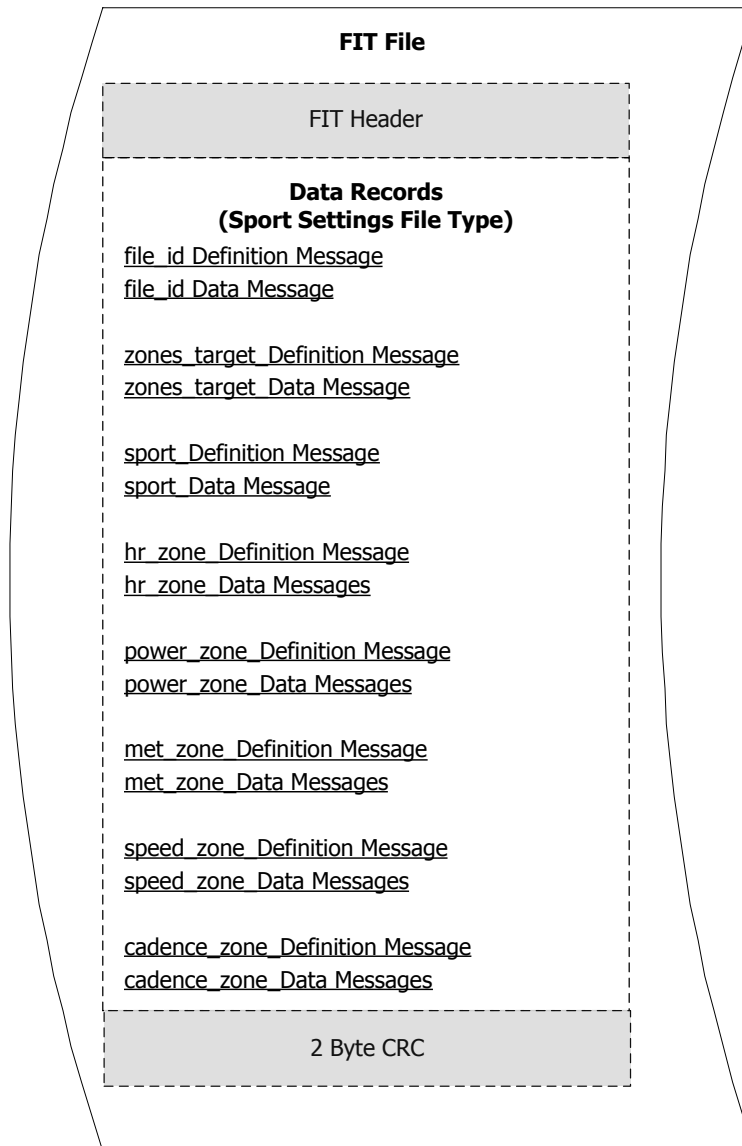 FIT File
FIT Header
Data Records
(Sport Settings File Type)
file_id Definition Message
file_id Data Message
zones_target_Definition Message
zones_target_Data Message
sport_Definition Message
sport_Data Message
hr_zone_Definition Message
hr_zone_Data Messages
power_zone_Definition Message
power_zone_Data Messages
met_zone_Definition Message
met_zone_Data Messages
speed_zone_Definition Message
speed_zone_Data Messages
cadence_zone_Definition Message
cadence_zone_Data Messages
2 Byte CRC